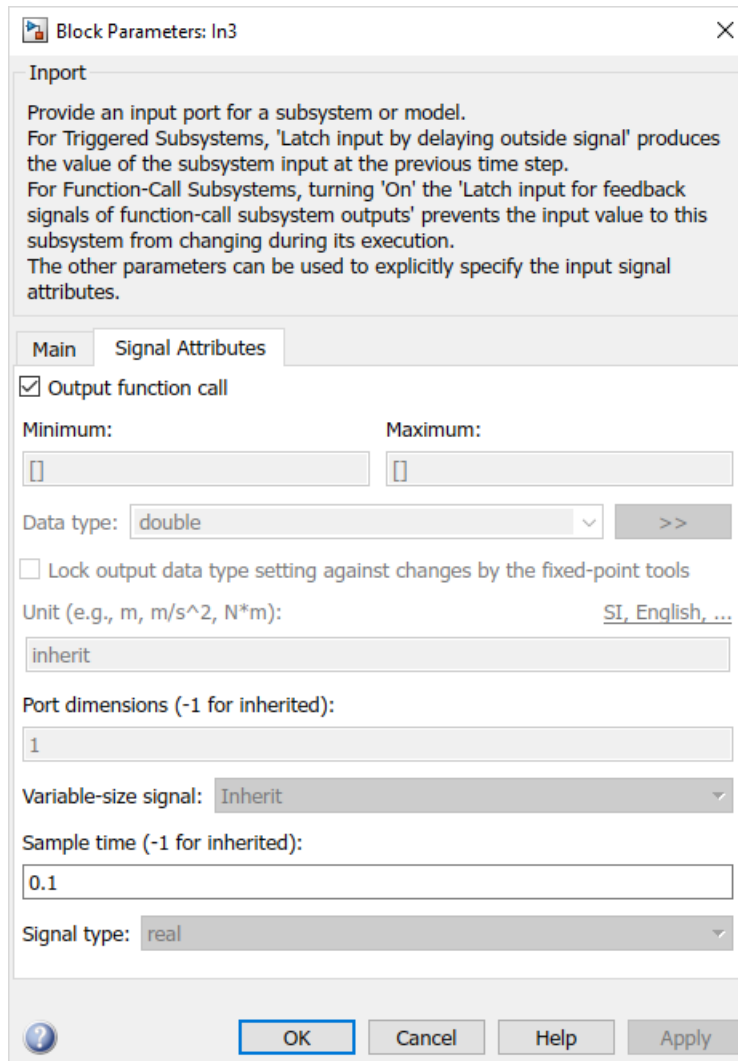 Block Parameters: In3
Inport
Provide an input port for a subsystem or model.
For Triggered Subsystems, 'Latch input by delaying outside signal' produces
the value of the subsystem input at the previous time step.
For Function-Call Subsystems, turning 'On' the 'Latch input for feedback
signals of function-call subsystem outputs' prevents the input value to this
subsystem from changing during its execution.
The other parameters can be used to explicitly specify the input signal
attributes.
Main Signal Attributes
Output function call
Minimum: Maximum:
[] []
Data type: double >>
Lock output data type setting against changes by the fixed-point tools
Unit (e.g., m, m/s^2, N*m): SI, English, ...
inherit
Port dimensions (-1 for inherited):
1
Variable-size signal: Inherit
Sample time (-1 for inherited):
0.1
Signal type: real
? OK Cancel Help Apply